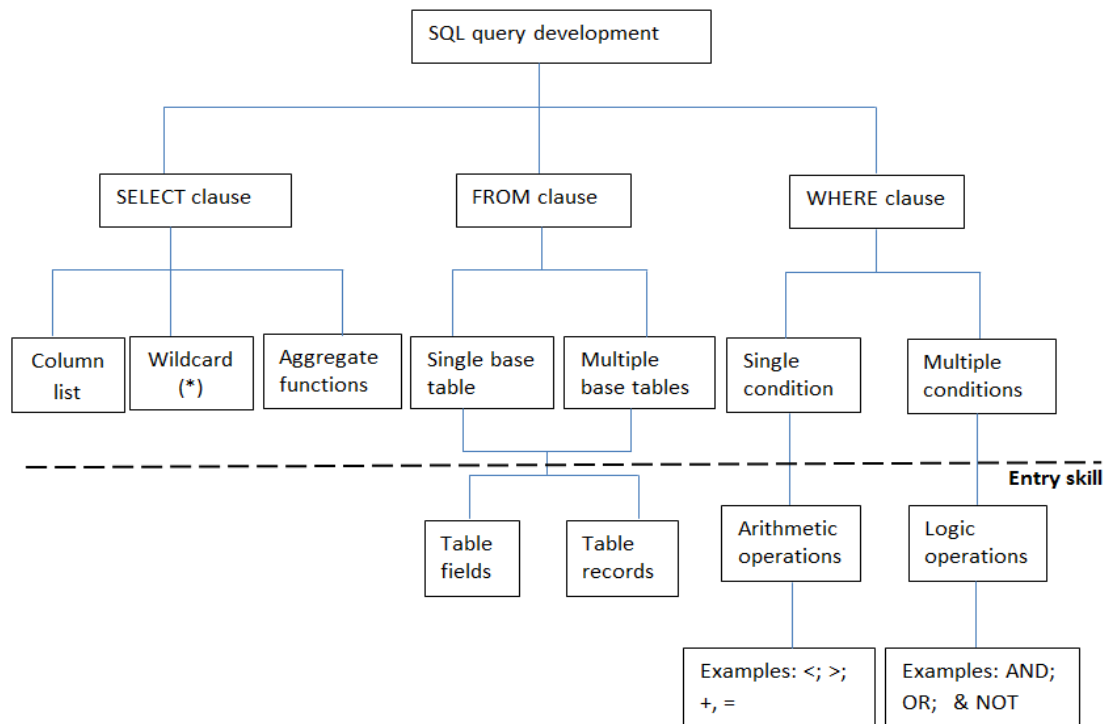 SQL query development
SELECT clause
FROM clause
WHERE clause
Column
list
Wildcard
(*)
Aggregate
functions
Single base
table
Multiple
base tables
Single
condition
Multiple
conditions
Entry skill
Table
fields
Table
records
Arithmetic
operations
Logic
operations
Examples: <; >;
+, =
Examples: AND;
OR; & NOT